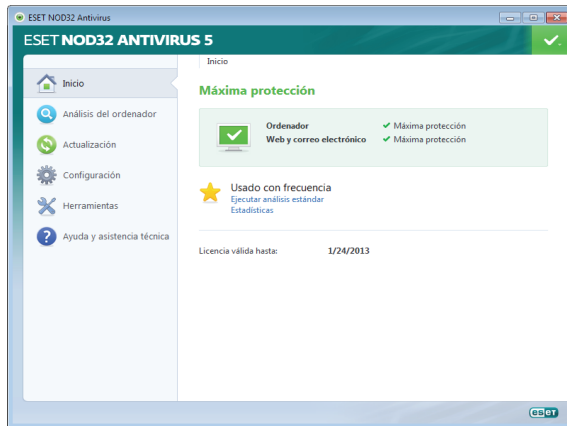 ESET NOD32 Antivirus
ESET NOD32 ANTIVIRUS 5
Inicio
Análisis del ordenador
Actualización
Configuración
Herramientas
Ayuda y asistencia técnica
Inicio
Máxima protección
Ordenador Máxima protección
Web y correo electrónico Máxima protección
Usado con frecuencia
Ejecutar análisis estándar
Estadísticas
Licencia válida hasta: 1/24/2013
eset